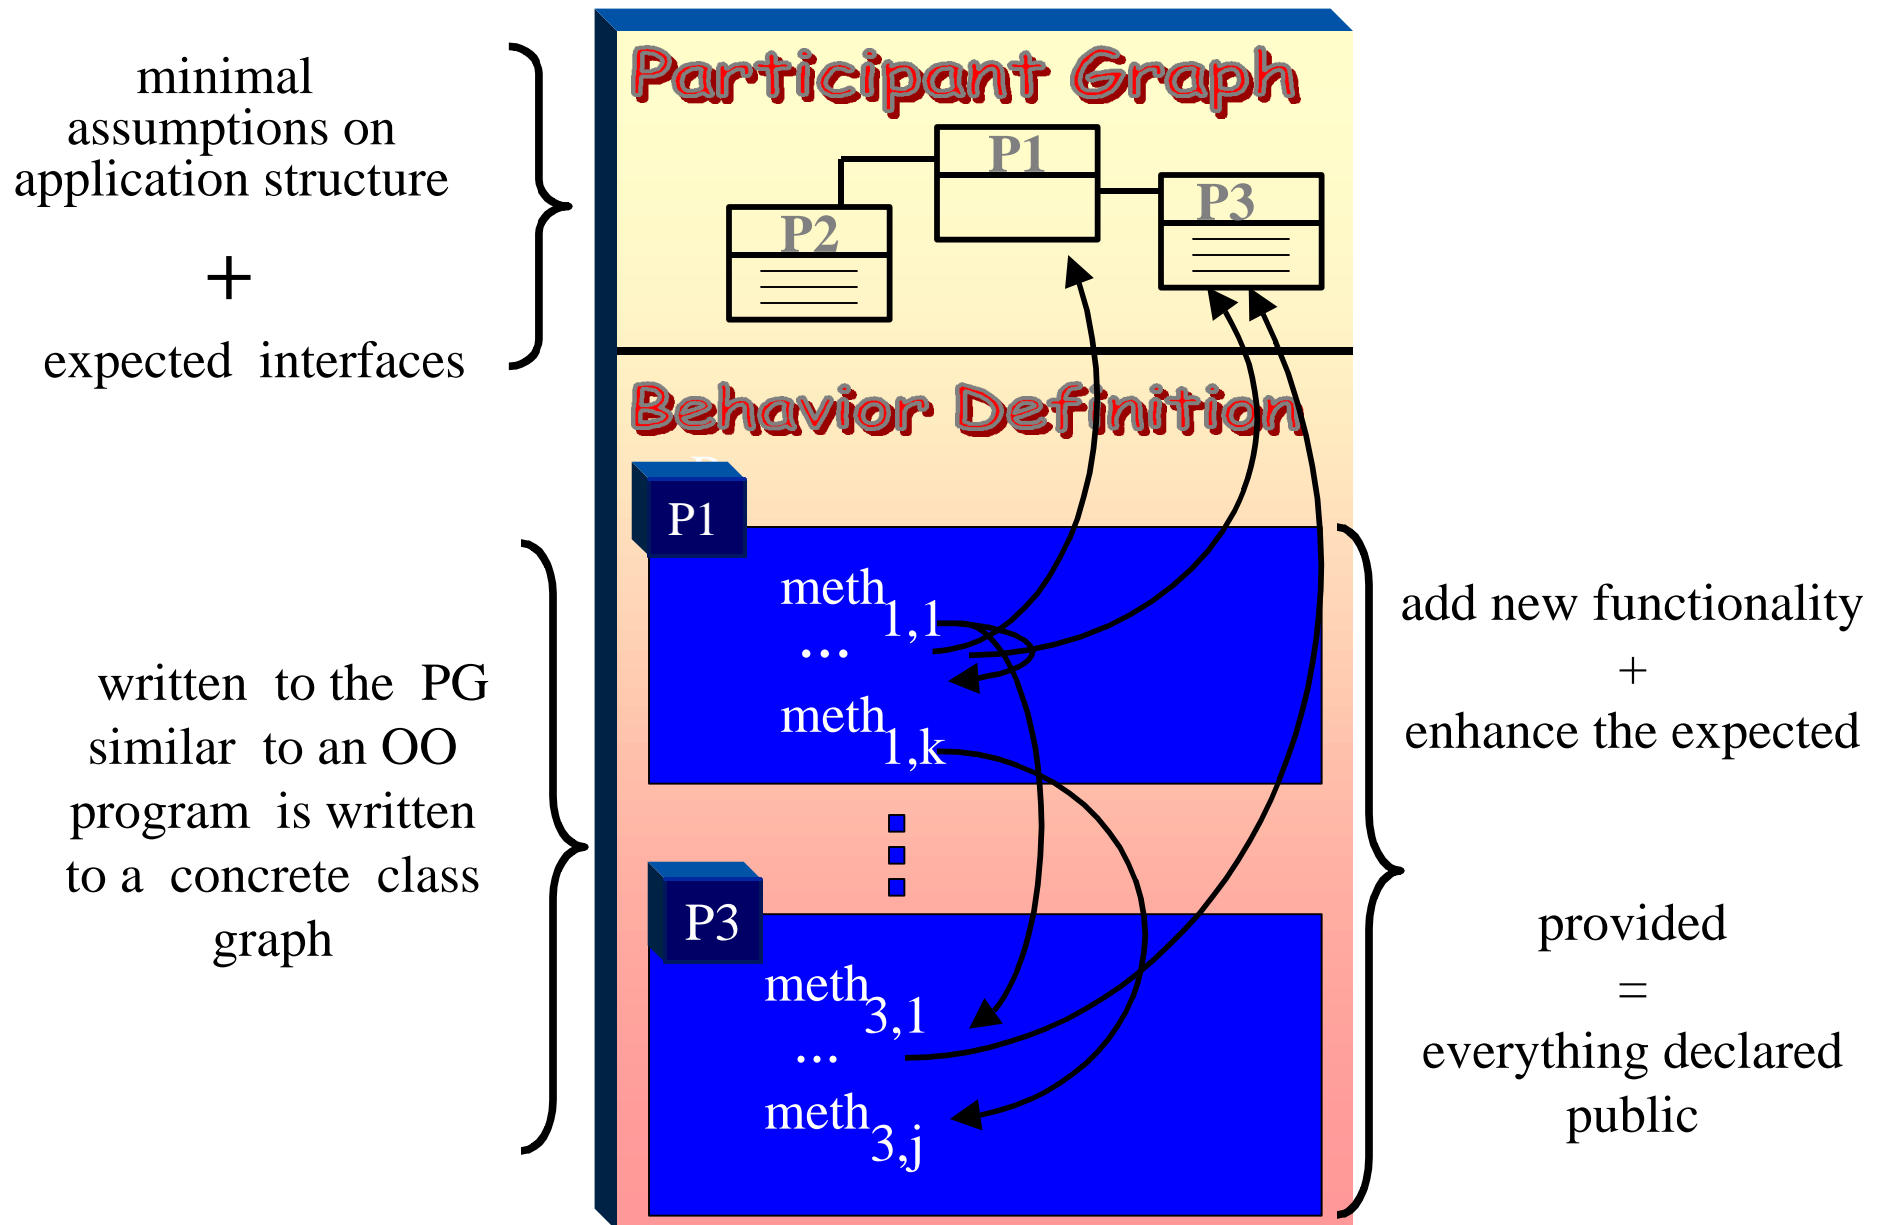 minimal
assumptions on
application structure
+
expected interfaces
Participant Graph
P1
P2
P3
Behavior Definition
P1
meth1,1
...
meth1,k
P3
meth3,1
...
meth3,j
written to the PG
similar to an OO
program is written
to a concrete class
graph
add new functionality
+
enhance the expected
provided
=
everything declared
public